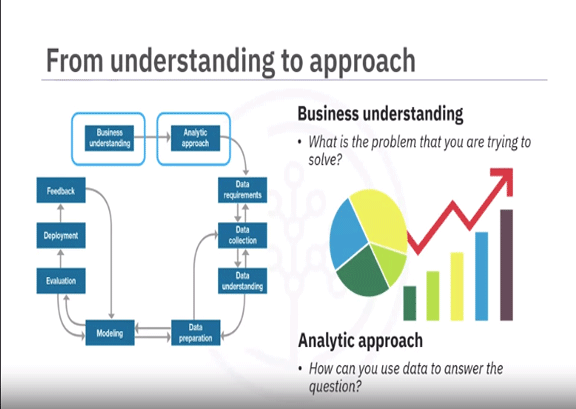 From understanding to approach
Business
understanding
Analytic
approach
Feedback
Data
requirements
Deployment
Data
collection
Evaluation
Data
understanding
Modeling
Data
preparation
Business understanding
• What is the problem that you are trying to
solve?
Analytic approach
• How can you use data to answer the
question?